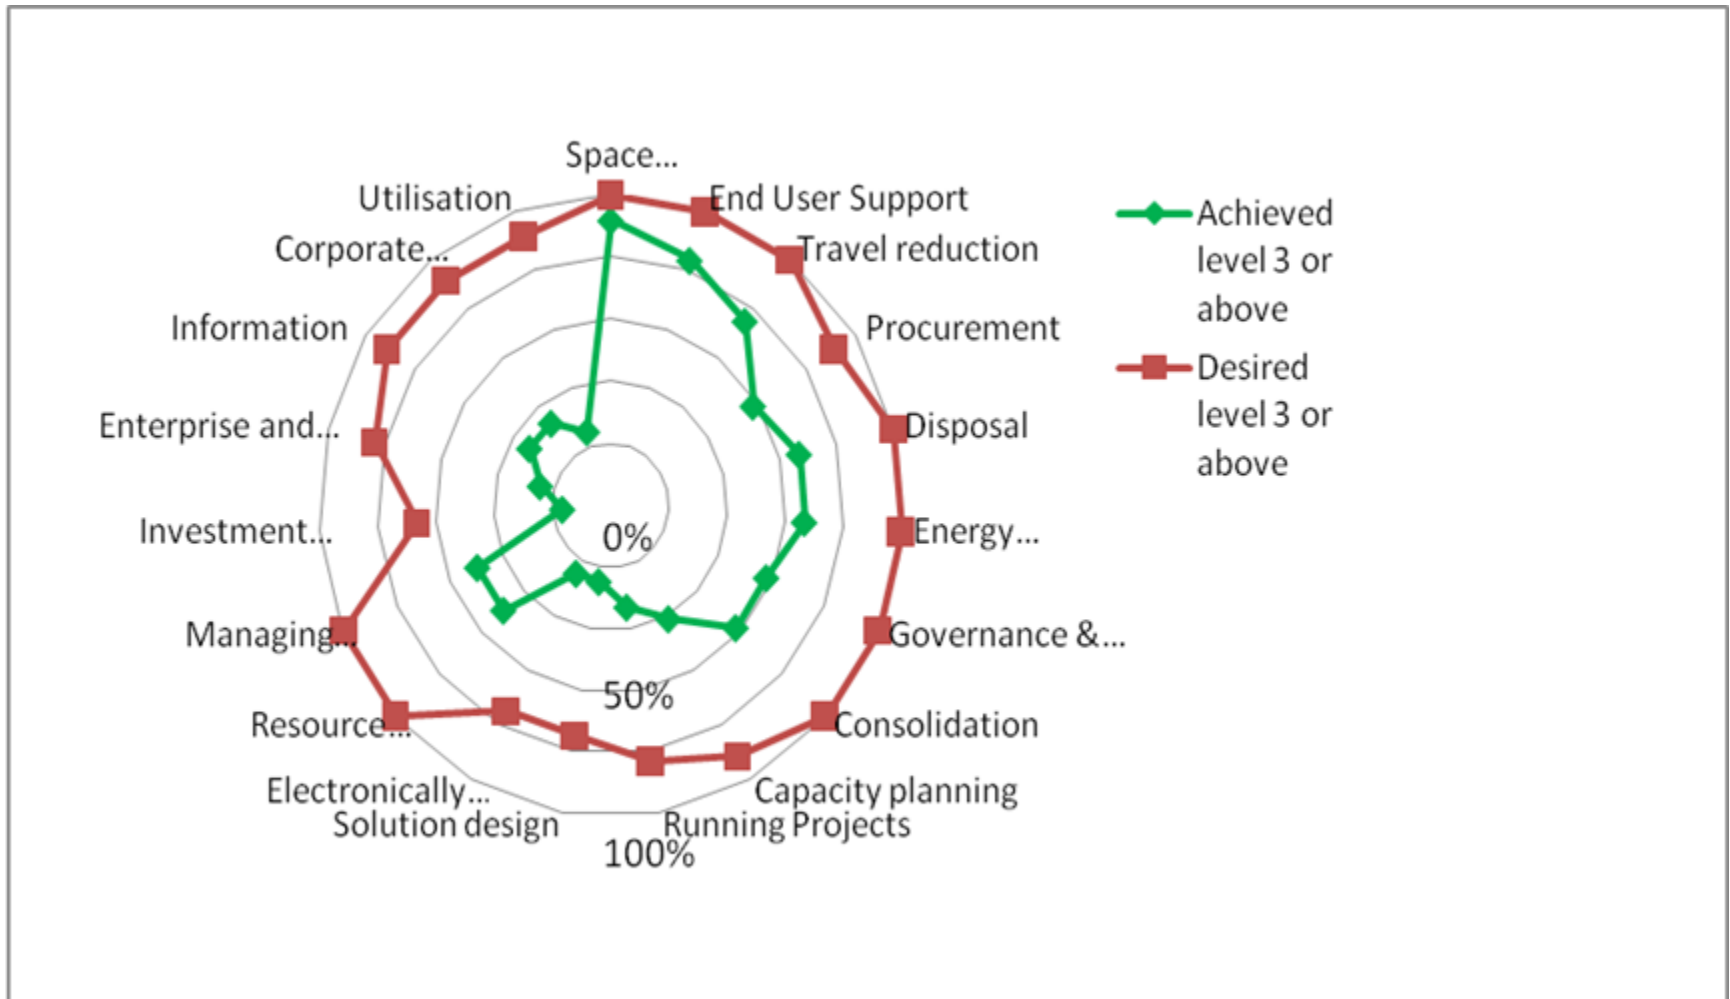 Space...
End User Support
Travel reduction
Procurement
Disposal
Energy...
Governance &...
Consolidation
Capacity planning
Running Projects
Solution design
Electronically...
Resource...
Managing...
Investment...
Enterprise and...
Information
Corporate...
Utilisation
0%
50%
100%
Achieved
level 3 or
above
Desired
level 3 or
above